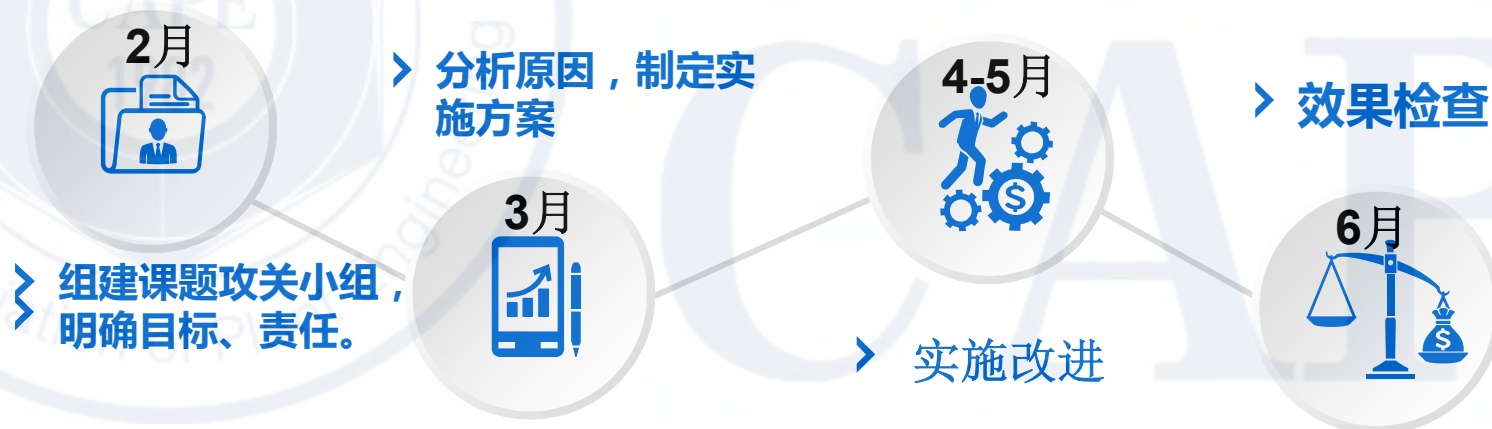 2月
组建课题攻关小组，
明确目标、责任。
分析原因，制定实
施方案
3月
4-5月
实施改进
效果检查
6月